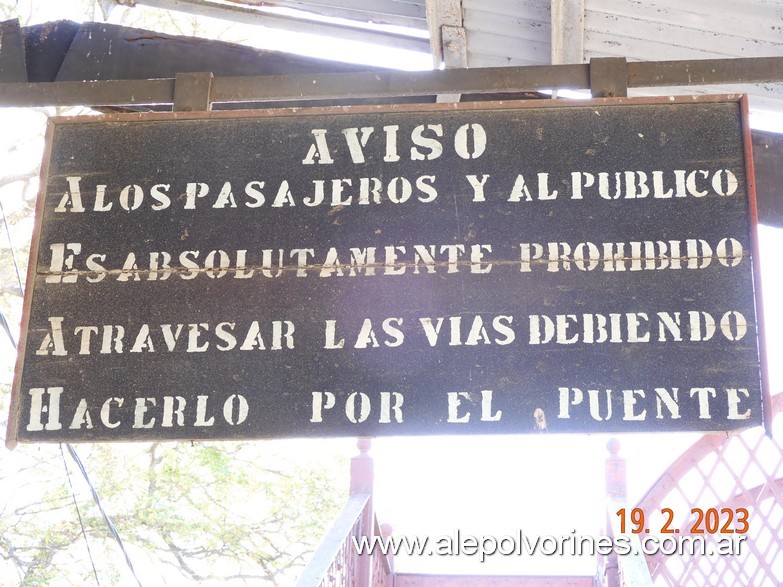 AVISO
A LOS PASAJEROS Y AL PUBLICO
ES ABSOLUTAMENTE PROHIBIDO
ATRAVESAR LAS VIAS DEBIENDO
HACERLO POR EL PUENTE
19. 2. 2023
www.alepolvorines.com.ar